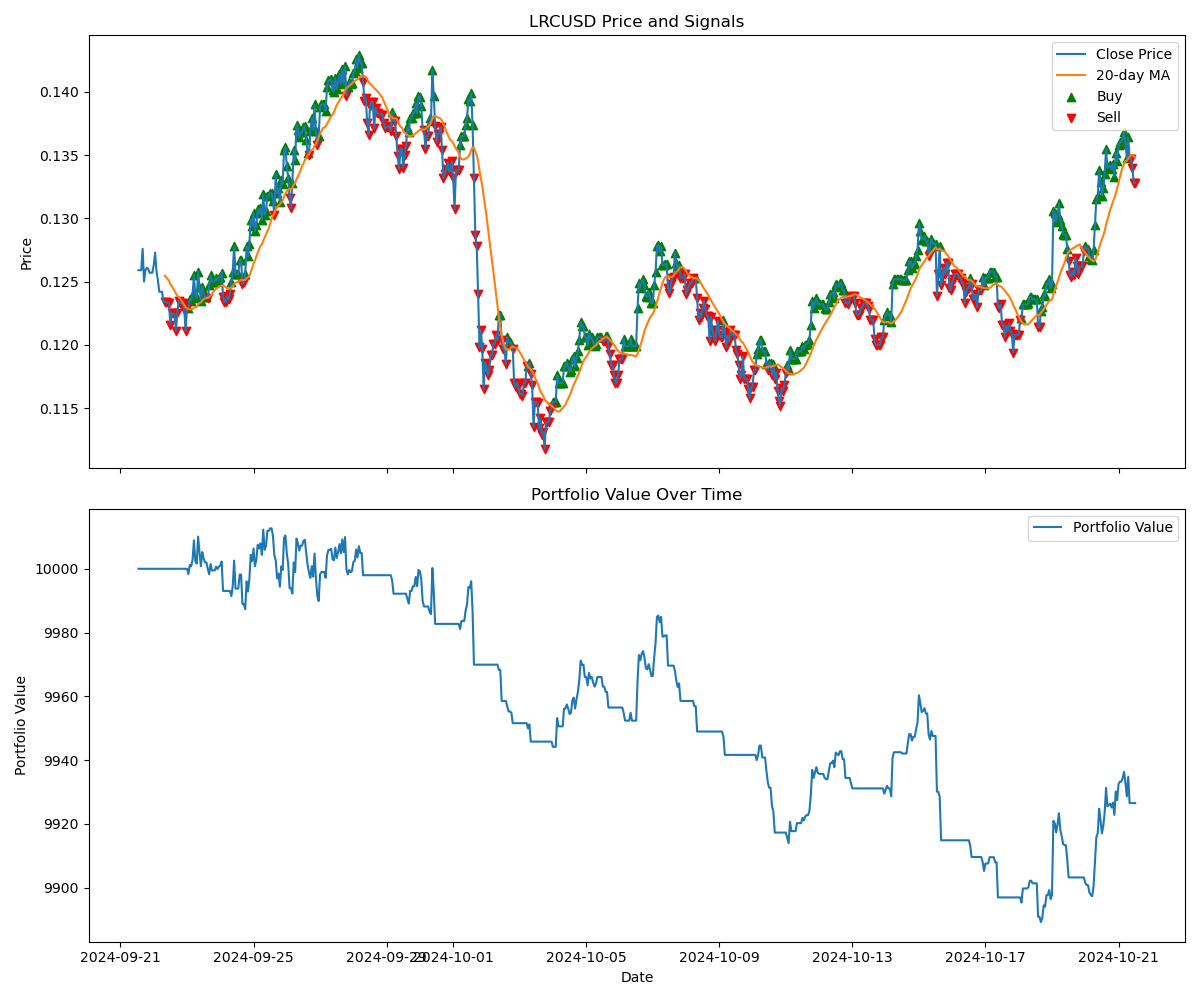 LRCUSD Price and Signals
Close Price
20-day MA
Buy
Sell
Price
0.140
0.135
0.130
0.125
0.120
0.115
Portfolio Value Over Time
Portfolio Value
Portfolio Value
10000
9980
9960
9940
9920
9900
2024-09-21
2024-09-25
2024-09-29
2024-10-01
2024-10-05
2024-10-09
2024-10-13
2024-10-17
2024-10-21
Date